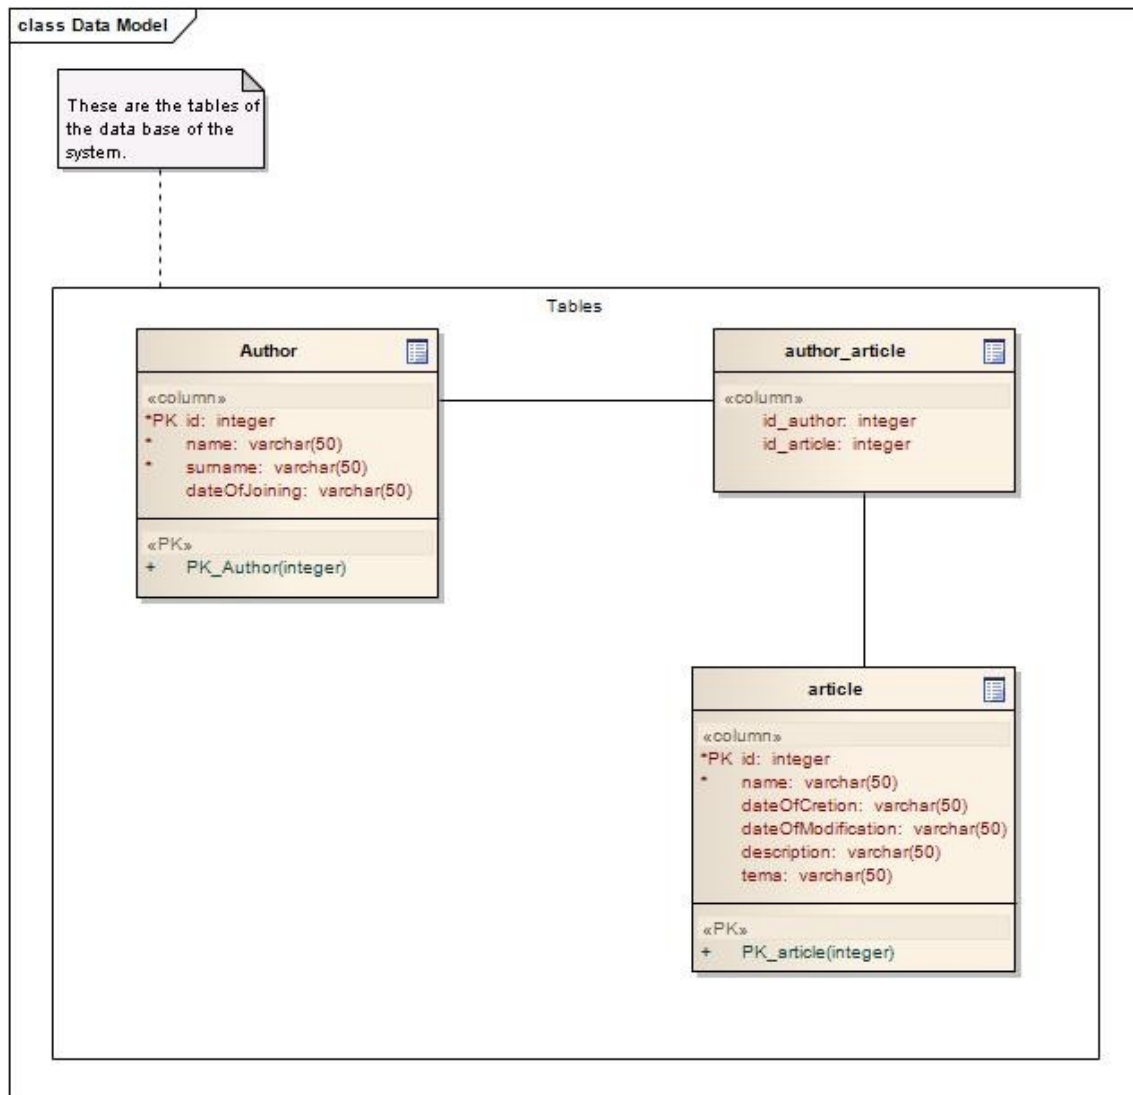 class Data Model
These are the tables of
the data base of the
system.
Tables
Author
«column»
*PK id: integer
* name: varchar(50)
* surname: varchar(50)
dateOfJoining: varchar(50)
«PK»
+ PK_Author(integer)
author_article
«column»
id_author: integer
id_article: integer
article
«column»
*PK id: integer
* name: varchar(50)
dateOfCretion: varchar(50)
dateOfModification: varchar(50)
description: varchar(50)
tema: varchar(50)
«PK»
+ PK_article(integer)